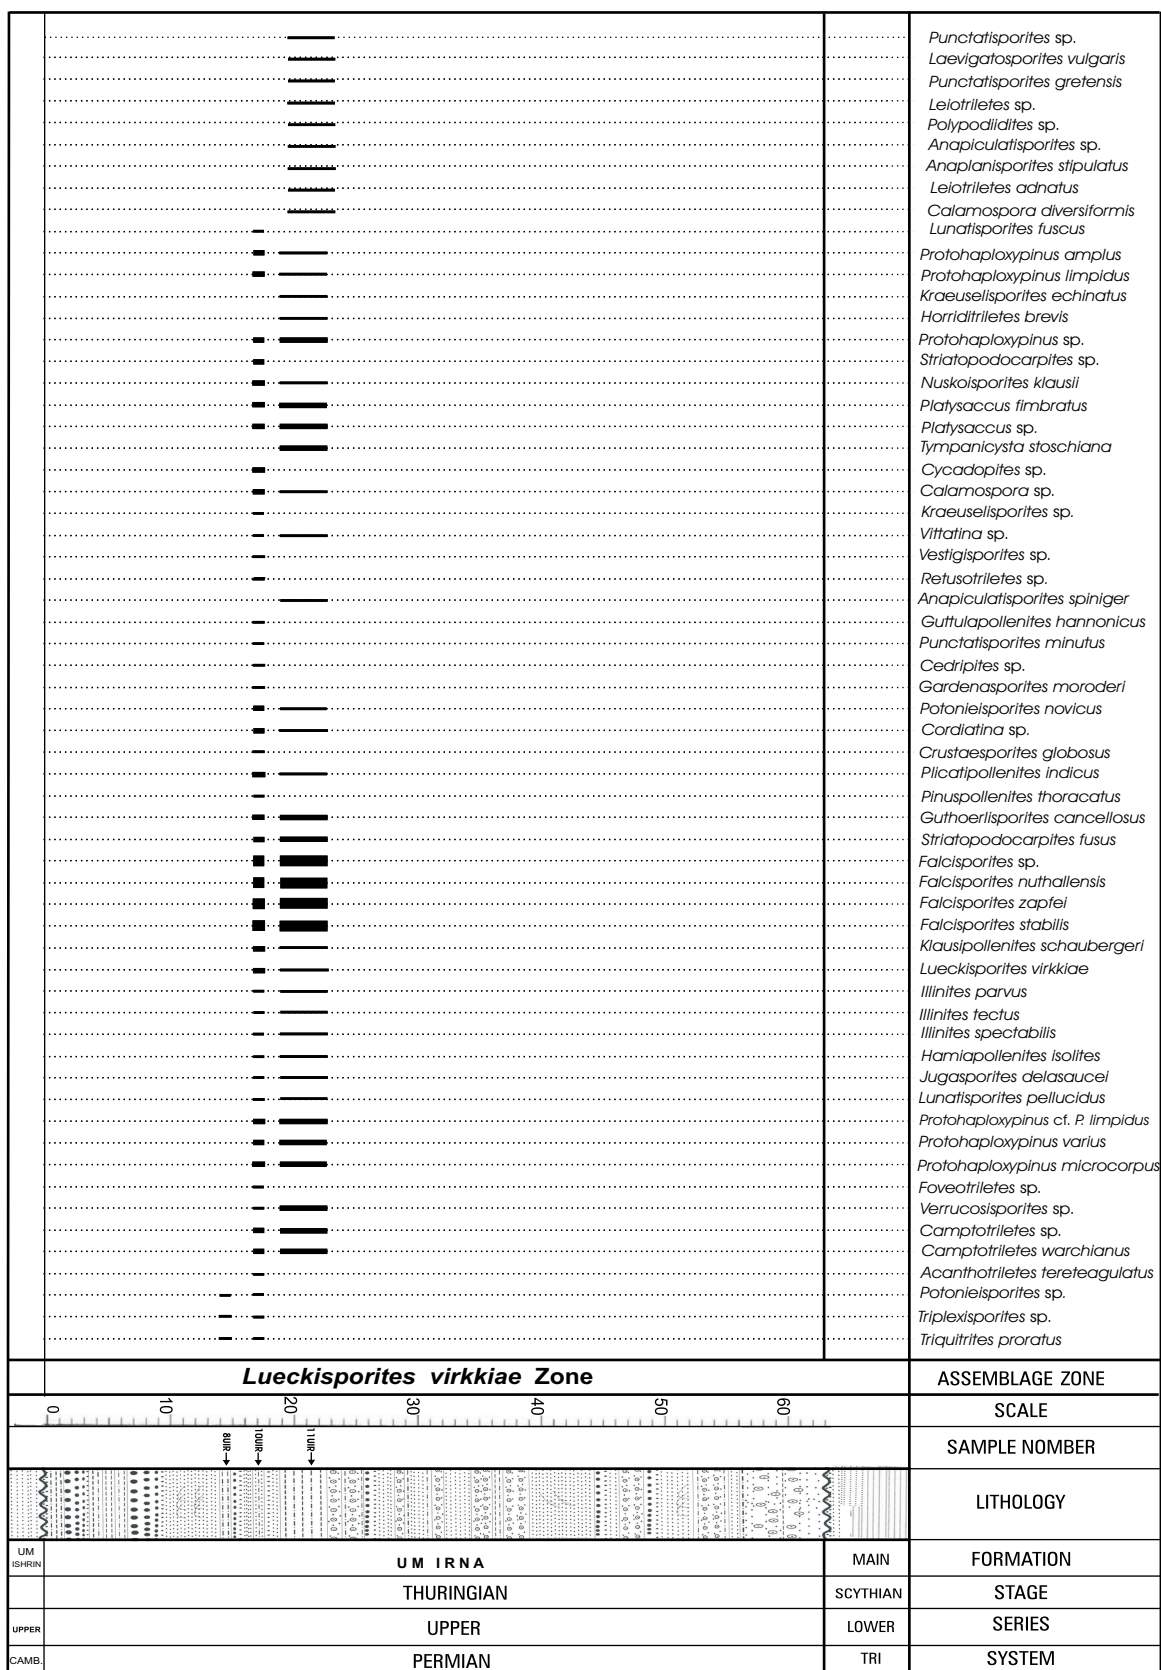 Punctatisporites sp.
Laevigatosporites vulgaris
Punctatisporites gretensis
Leiotriletes sp.
Polypodiidites sp.
Anapiculatisporites sp.
Anaplanisporites stipulatus
Leiotriletes adnatus
Calamospora diversiformis
Lunatisporites fuscus
Protohaploxypinus amplus
Protohaploxypinus limpidus
Kraeuselisporites echinatus
Horriditriletes brevis
Protohaploxypinus sp.
Striatopodocarpites sp.
Nuskoisporites klausii
Platysaccus fimbratus
Platysaccus sp.
Tympanicysta stoschiana
Cycadopites sp.
Calamospora sp.
Kraeuselisporites sp.
Vittatina sp.
Vestigisporites sp.
Retusotriletes sp.
Anapiculatisporites spiniger
Guttulapollenites hannonicus
Punctatisporites minutus
Cedripites sp.
Gardenasporites moroderi
Potonieisporites novicus
Cordiatina sp.
Crustaesporites globosus
Plicatipollenites indicus
Pinuspollenites thoracatus
Guthoerlisporites cancellosus
Striatopodocarpites fusus
Falcisporites sp.
Falcisporites nuthallensis
Falcisporites zapfei
Falcisporites stabilis
Klausipollenites schaubergeri
Lueckisporites virkkiae
Illinites parvus
Illinites tectus
Illinites spectabilis
Hamiapollenites isolites
Jugasporites delasaucei
Lunatisporites pellucidus
Protohaploxypinus cf. P. limpidus
Protohaploxypinus varius
Protohaploxypinus microcorpus
Foveotriletes sp.
Verrucosisporites sp.
Camptotriletes sp.
Camptotriletes warchianus
Acanthotriletes tereteagulatus
Potonieisporites sp.
Triplexisporites sp.
Triquitrites proratus
Lueckisporites virkkiae Zone ASSEMBLAGE ZONE
0 10 20 30 40 50 60 SCALE
8UIR 10UIR 11UIR SAMPLE NOMBER
LITHOLOGY
UM ISHRIN UM IRNA MAIN FORMATION
THURINGIAN SCYTHIAN STAGE
UPPER UPPER LOWER SERIES
CAMB. PERMIAN TRI SYSTEM